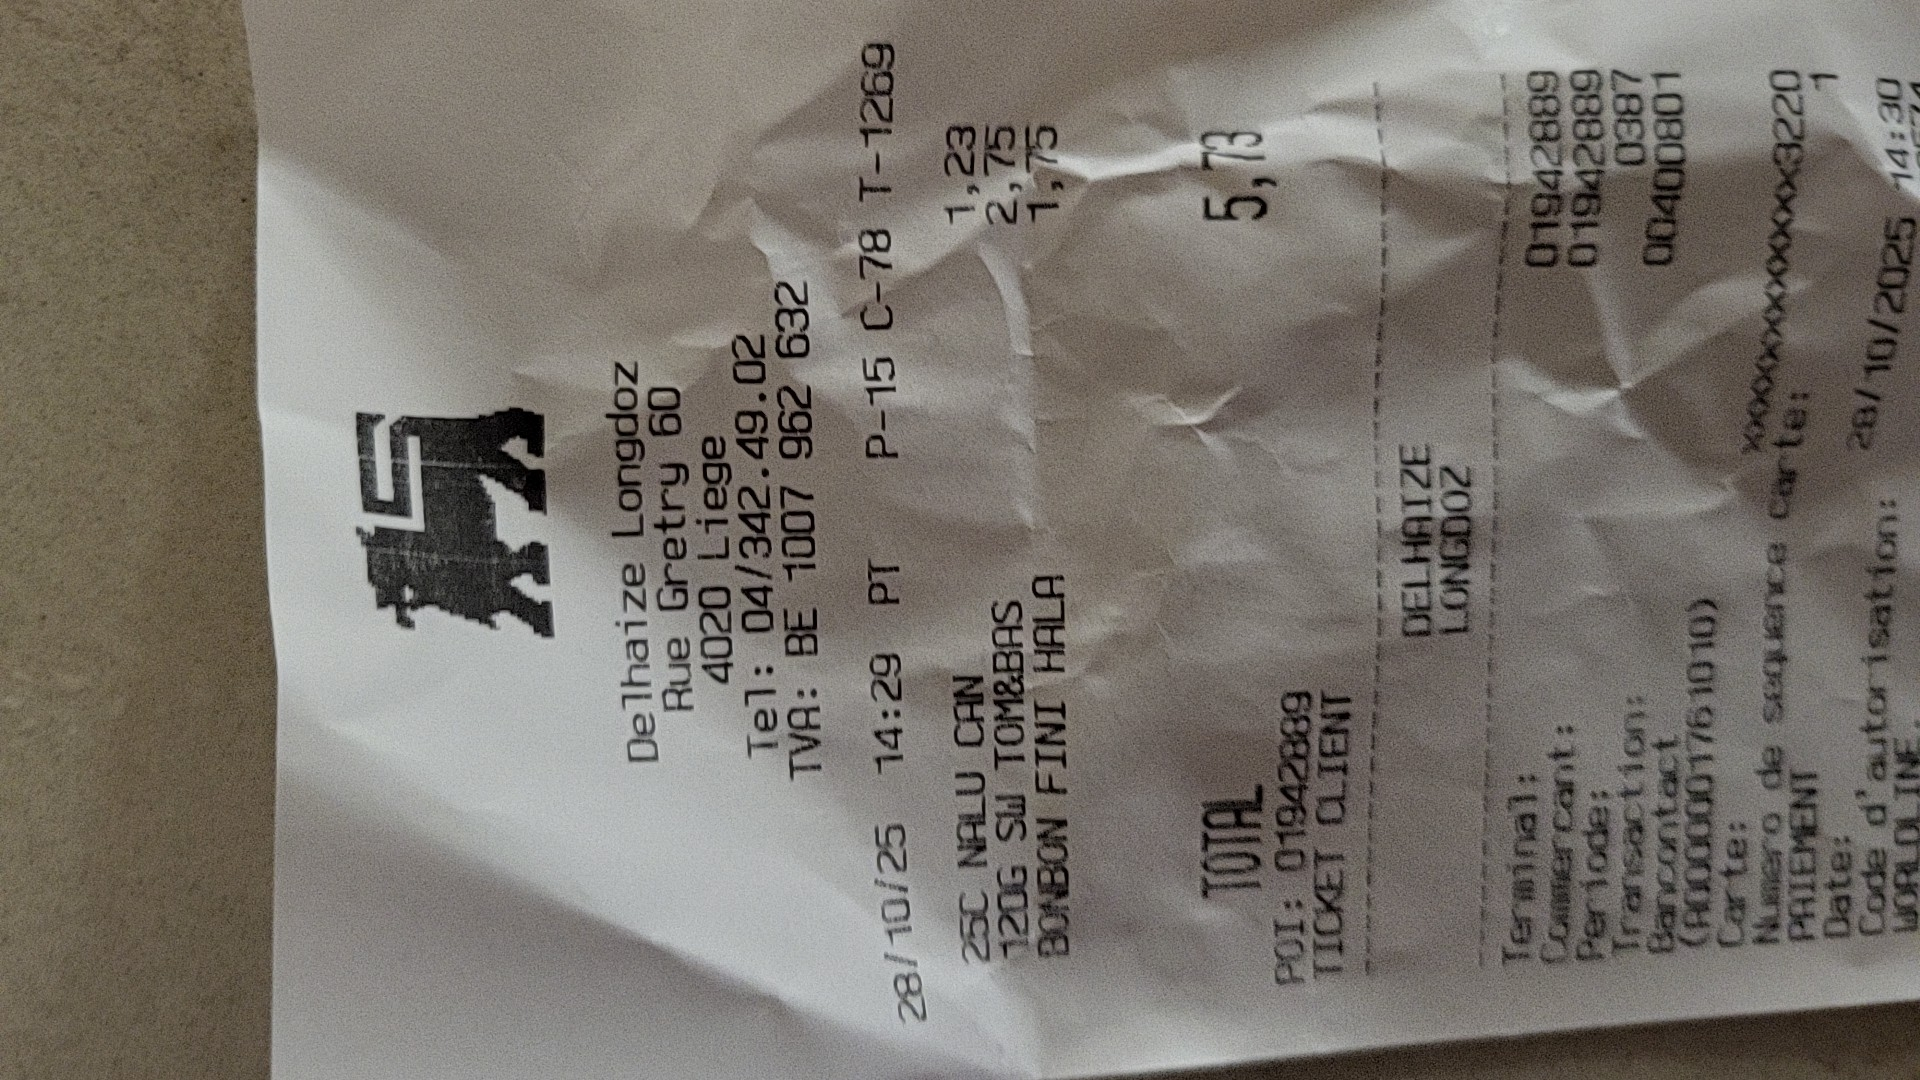 Delhaize Longdoz
Rue Gretry 60
4020 Liege
Tel: 04/342.49.02
TVA: BE 1007 962 632
28/10/25 14:29 PT P-15 C-78 T-1269
25C NALU CAN 1,23
120G SW TOM&BAS 2,75
BONBON FINI HALA 1,75
TOTAL 5,73
POI: 01942889
TICKET CLIENT
DELHAIZE
LONGDOZ
Terminal: 01942889
Commercant: 01942889
Periode: 0387
Transaction: 00400801
Bancontact
(A0000001761010)
Carte: xxxxxxxxxxxxxxx3220
Numero de sequence carte: 1
PAIEMENT
Date: 28/10/2025 14:30
Code d'autorisation:
WORLDLINE